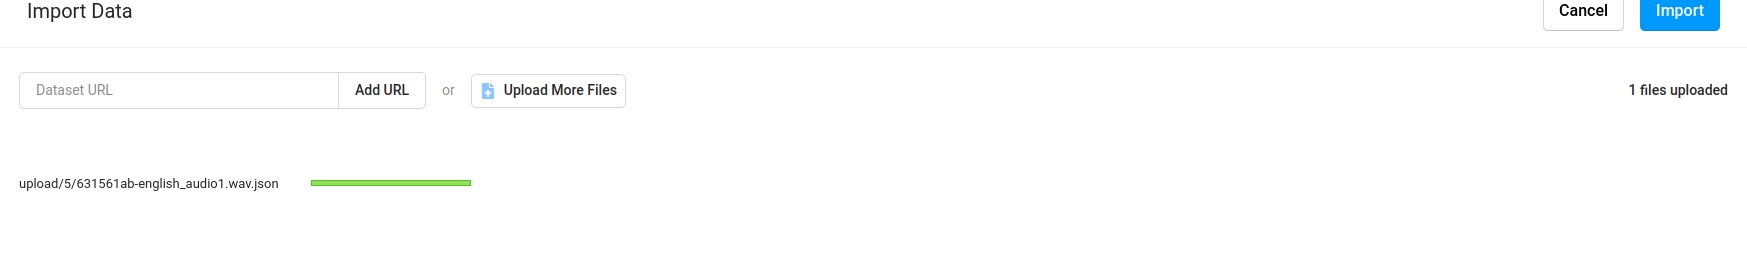 Import Data
Cancel
Import
Dataset URL
Add URL
or
Upload More Files
1 files uploaded
upload/5/631561ab-english_audio1.wav.json